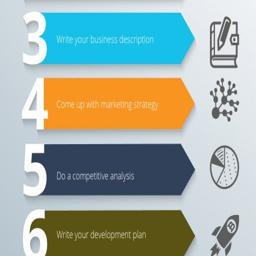 3
Write your business description
4
Come up with marketing strategy
5
Do a competitive analysis
6
Write your development plan